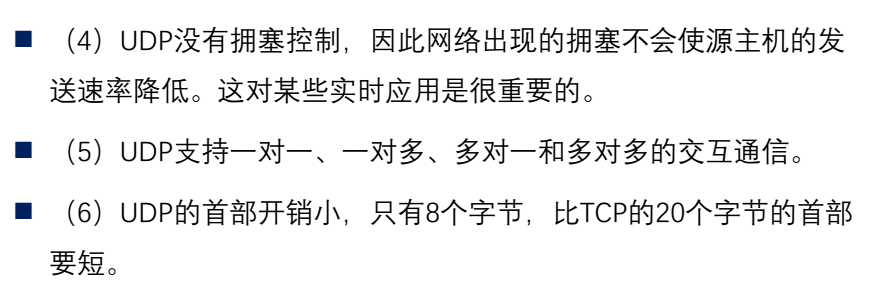 ■ （4）UDP没有拥塞控制，因此网络出现的拥塞不会使源主机的发
送速率降低。这对某些实时应用是很重要的。
■ （5）UDP支持一对一、一对多、多对一和多对多的交互通信。
■ （6）UDP的首部开销小，只有8个字节，比TCP的20个字节的首部
要短。